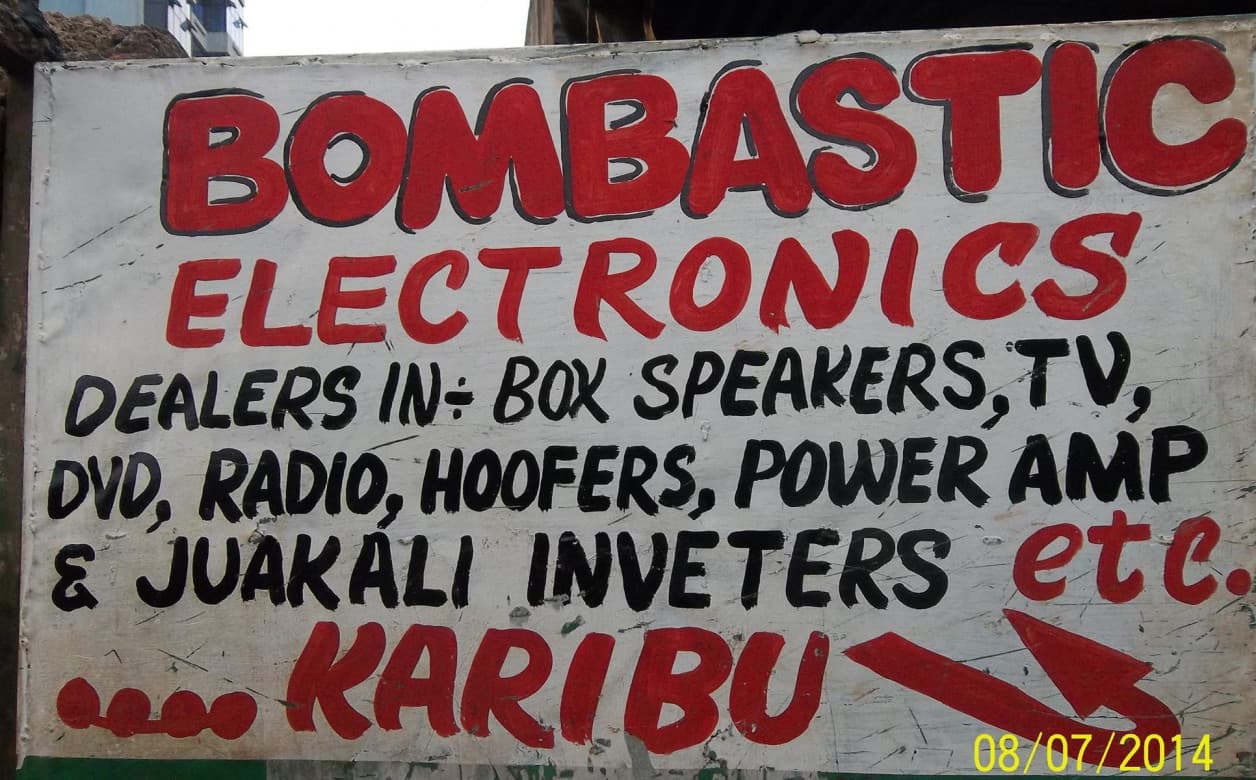 BOMBASTIC
ELECTRONICS
DEALERS IN÷ BOX SPEAKERS, TV,
DVD, RADIO, HOOFERS, POWER AMP
& JUAKALI INVETERS etc.
.... KARIBU
08/07/2014